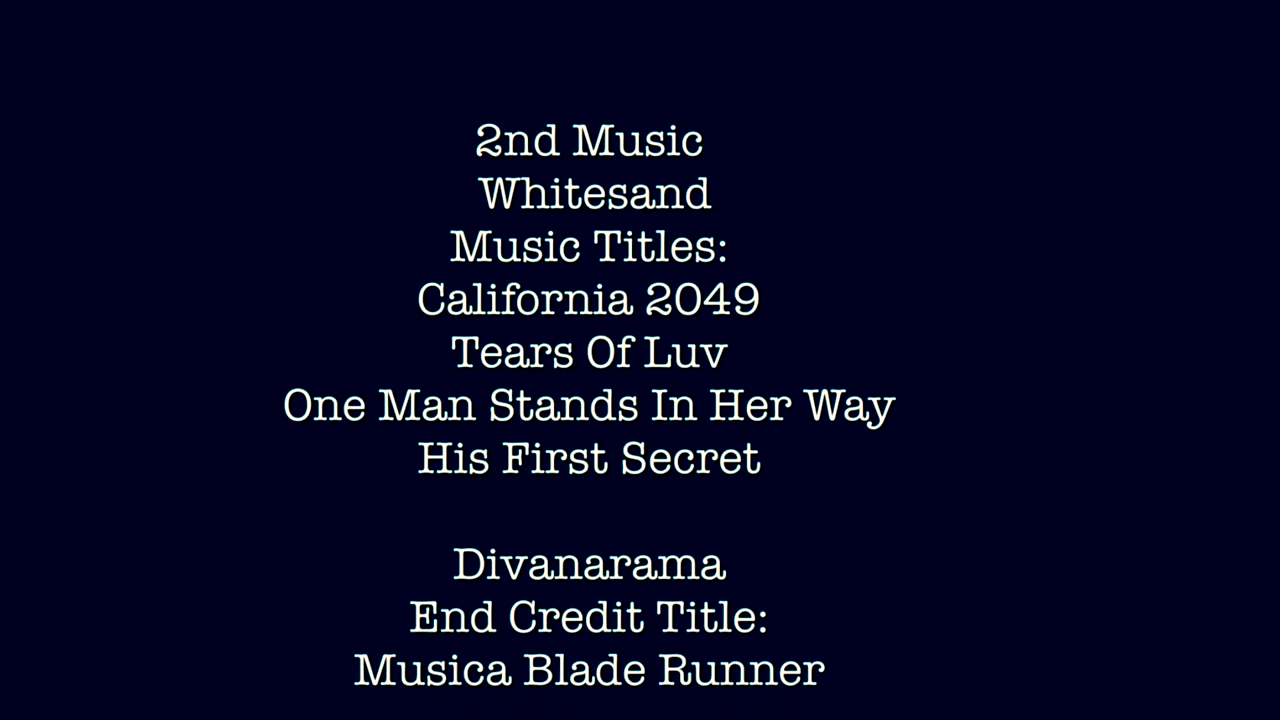 2nd Music
Whitesand
Music Titles:
California 2049
Tears Of Luv
One Man Stands In Her Way
His First Secret
Divanarama
End Credit Title:
Musica Blade Runner